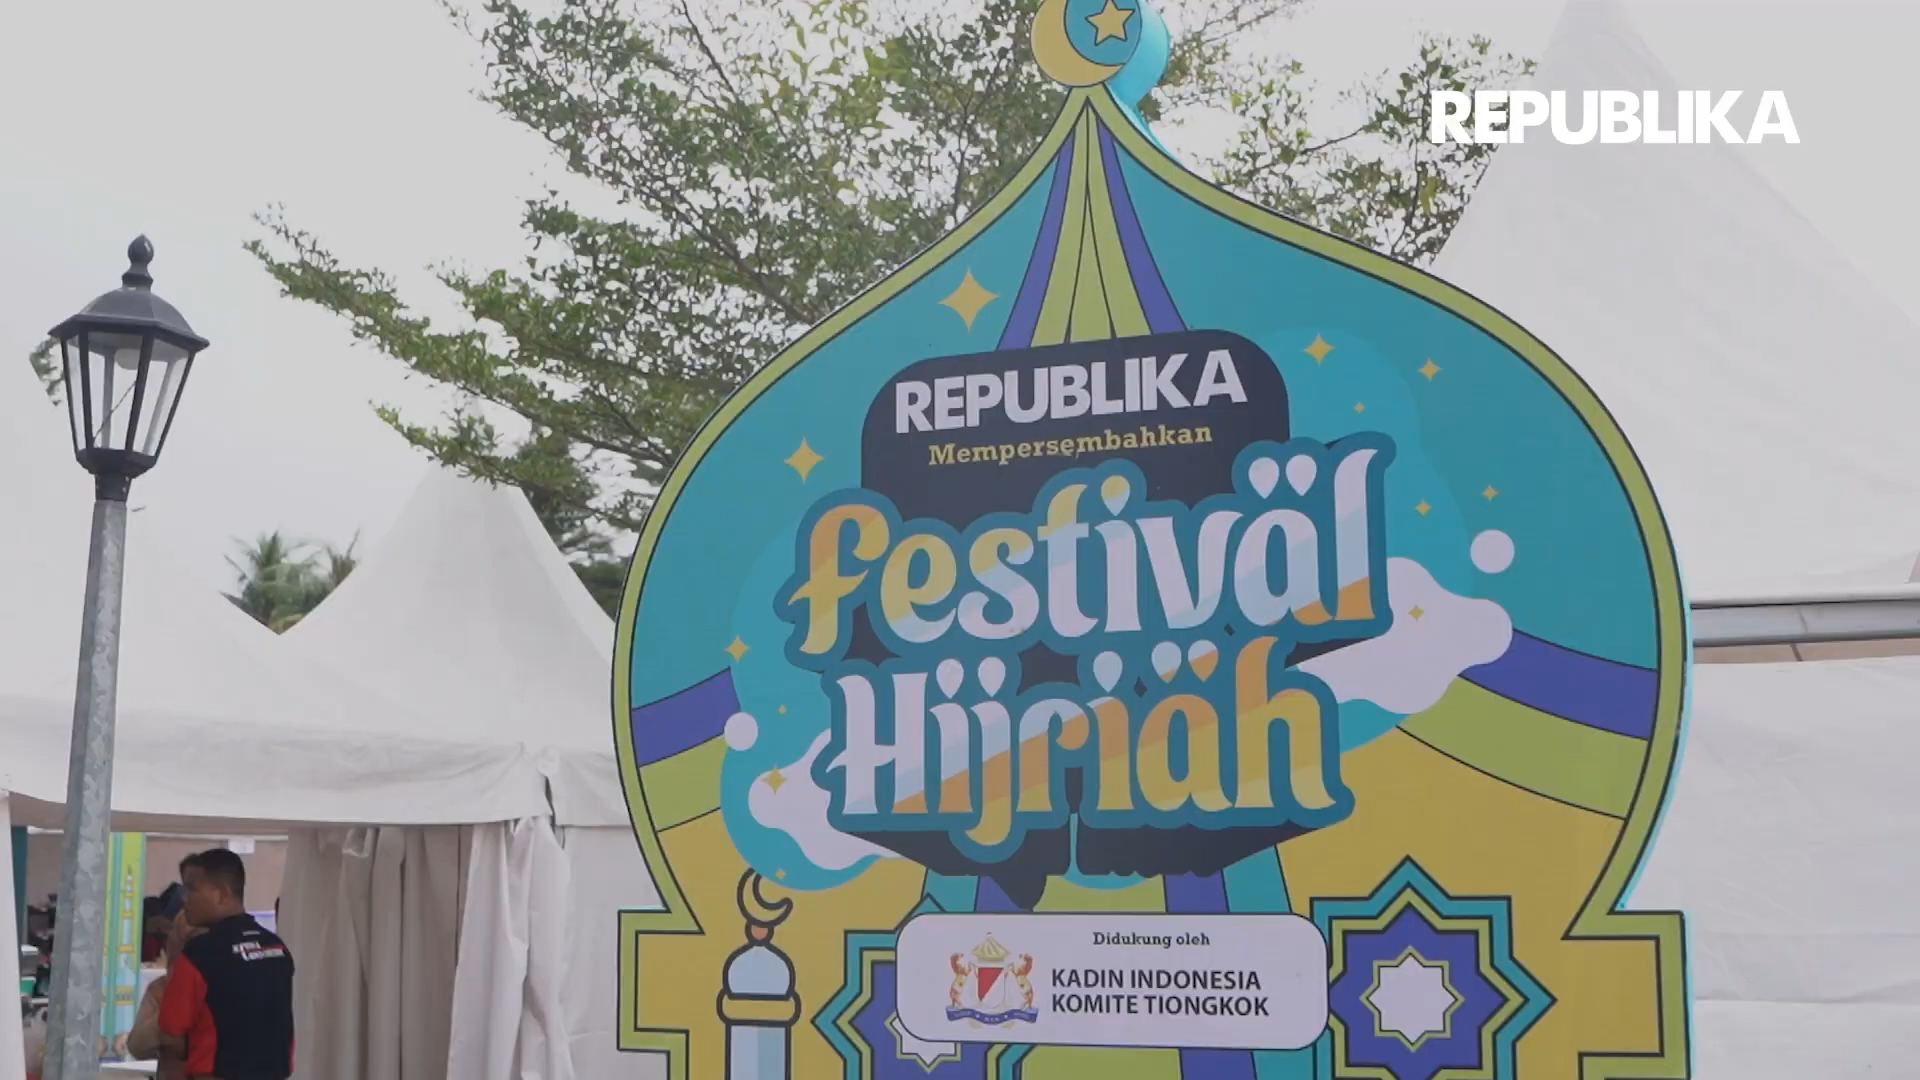 REPUBLIKA
REPUBLIKA
Mempersembahkan
Festival
Hijriah
Didukung oleh
KADIN INDONESIA
KOMITE TIONGKOK